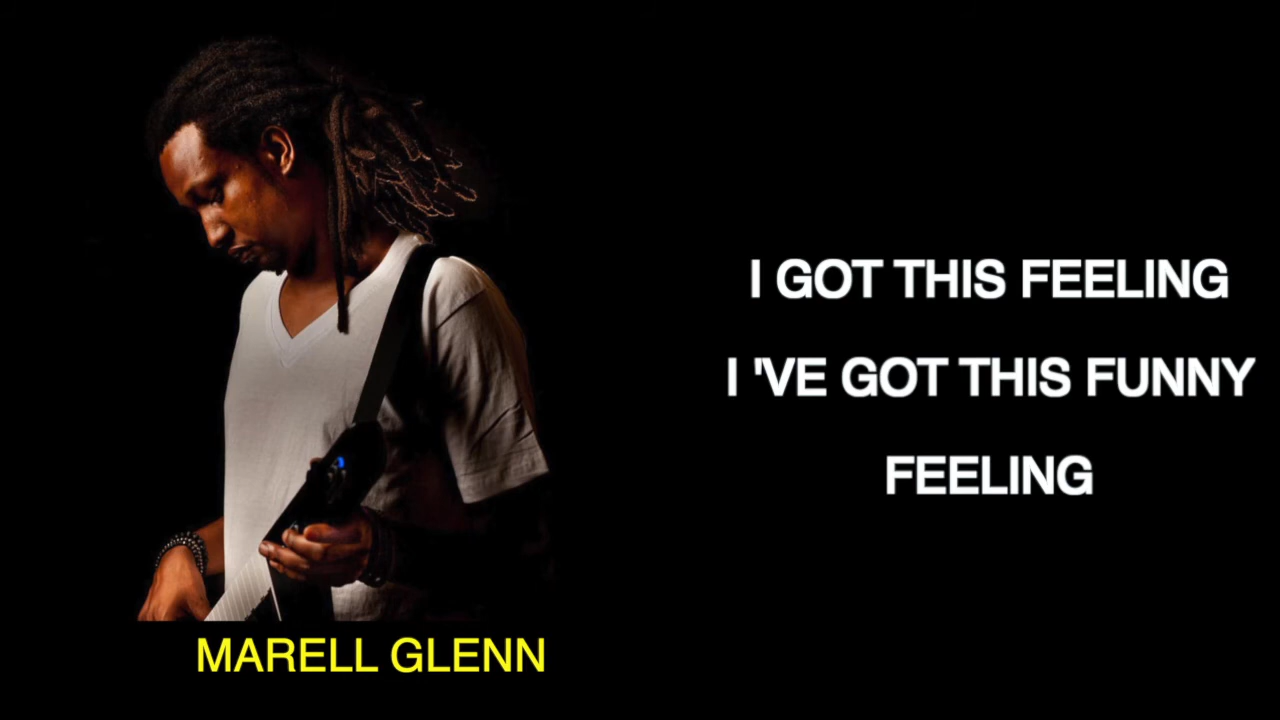 I GOT THIS FEELING
I 'VE GOT THIS FUNNY
FEELING
MARELL GLENN